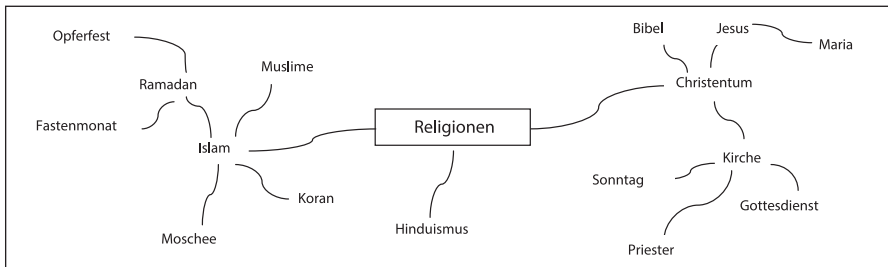 Opferfest
Ramadan
Muslime
Fastenmonat
Islam
Koran
Moschee
Religionen
Hinduismus
Bibel
Jesus
Maria
Christentum
Kirche
Sonntag
Gottesdienst
Priester